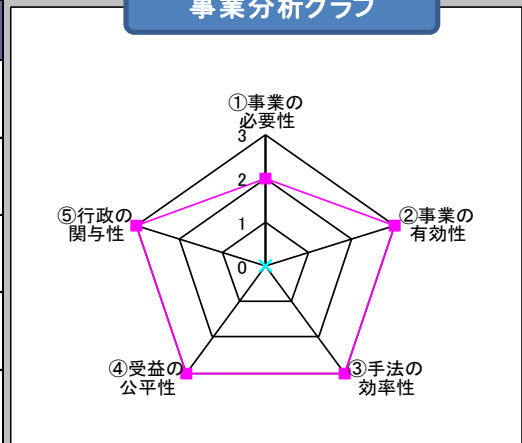 事業分析グラフ
①事業の
必要性
3
2
1
0
②事業の
有効性
③手法の
効率性
④受益の
公平性
⑤行政の
関与性